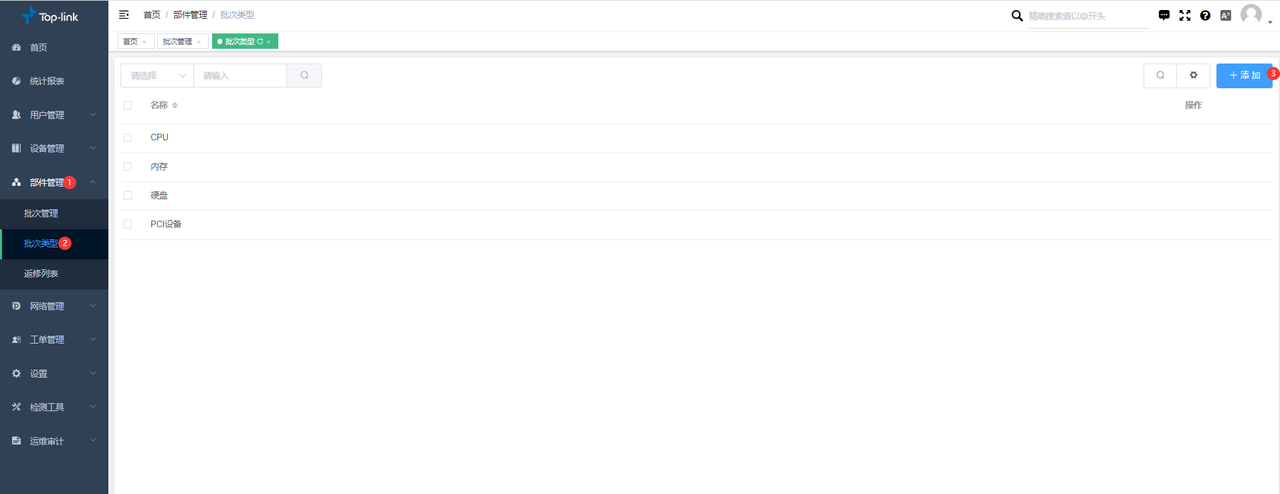 Top-link
首页
统计报表
用户管理
设备管理
部件管理 1
批次管理
批次类型 2
返修列表
网络管理
工单管理
设置
检测工具
运维审计
首页 / 部件管理 / 批次类型
精确搜索请以@开头
首页 × 批次管理 × 批次类型 ×
请选择 请输入
+ 添加 3
名称 操作
CPU
内存
硬盘
PCI设备